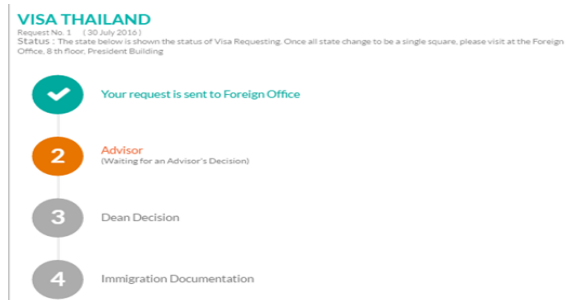 VISA THAILAND
Request No. 1 ( 30 July 2016 )
Status : The state below is shown the status of Visa Requesting. Once all state change to be a single square, please visit at the Foreign
Office, 8 th floor, President Building
Your request is sent to Foreign Office
2
Advisor
(Waiting for an Advisor's Decision)
3
Dean Decision
4
Immigration Documentation